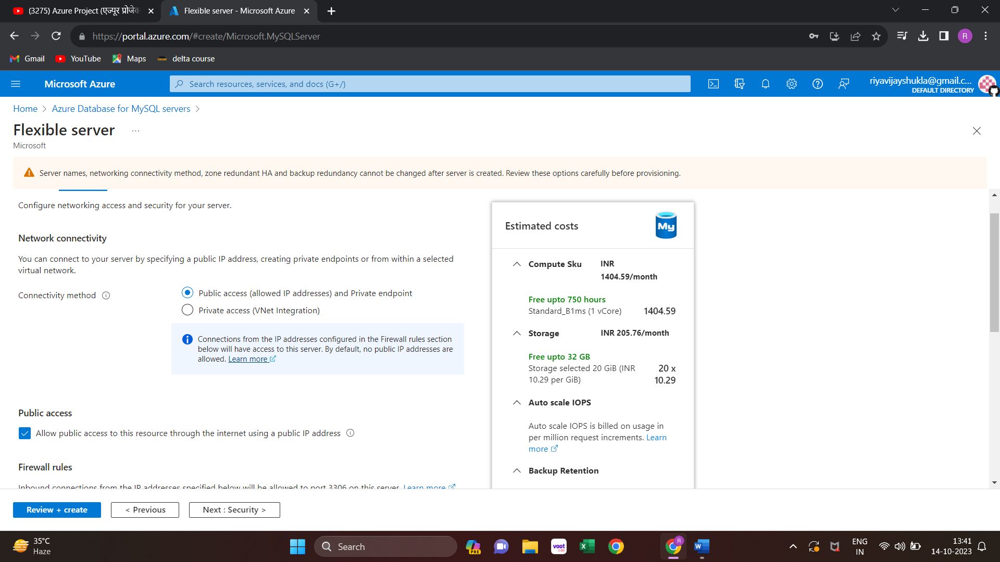 (3275) Azure Project (एज्यूर प्रोजेक
Flexible server - Microsoft Azure
https://portal.azure.com/#create/Microsoft.MySQLServer
R
Gmail
YouTube
Maps
delta course
Microsoft Azure
Search resources, services, and docs (G+/)
riyavijayshukla@gmail.c...
DEFAULT DIRECTORY
Home > Azure Database for MySQL servers >
Flexible server ...
Microsoft
Server names, networking connectivity method, zone redundant HA and backup redundancy cannot be changed after server is created. Review these options carefully before provisioning.
Configure networking access and security for your server.
Network connectivity
You can connect to your server by specifying a public IP address, creating private endpoints or from within a selected
virtual network.
Connectivity method
Public access (allowed IP addresses) and Private endpoint
Private access (VNet Integration)
Connections from the IP addresses configured in the Firewall rules section
below will have access to this server. By default, no public IP addresses are
allowed. Learn more
Public access
Allow public access to this resource through the internet using a public IP address
Firewall rules
Inbound connections from the IP addresses specified below will be allowed to port 3306 on this server. Learn more
Estimated costs
My
Compute Sku INR
1404.59/month
Free upto 750 hours
Standard_B1ms (1 vCore) 1404.59
Storage INR 205.76/month
Free upto 32 GB
Storage selected 20 GiB (INR 20 x
10.29 per GiB) 10.29
Auto scale IOPS
Auto scale IOPS is billed on usage in
per million request increments. Learn
more
Backup Retention
Review + create
< Previous
Next : Security >
35°C
Haze
Search
PRE
voot
R
ENG
IN
13:41
14-10-2023